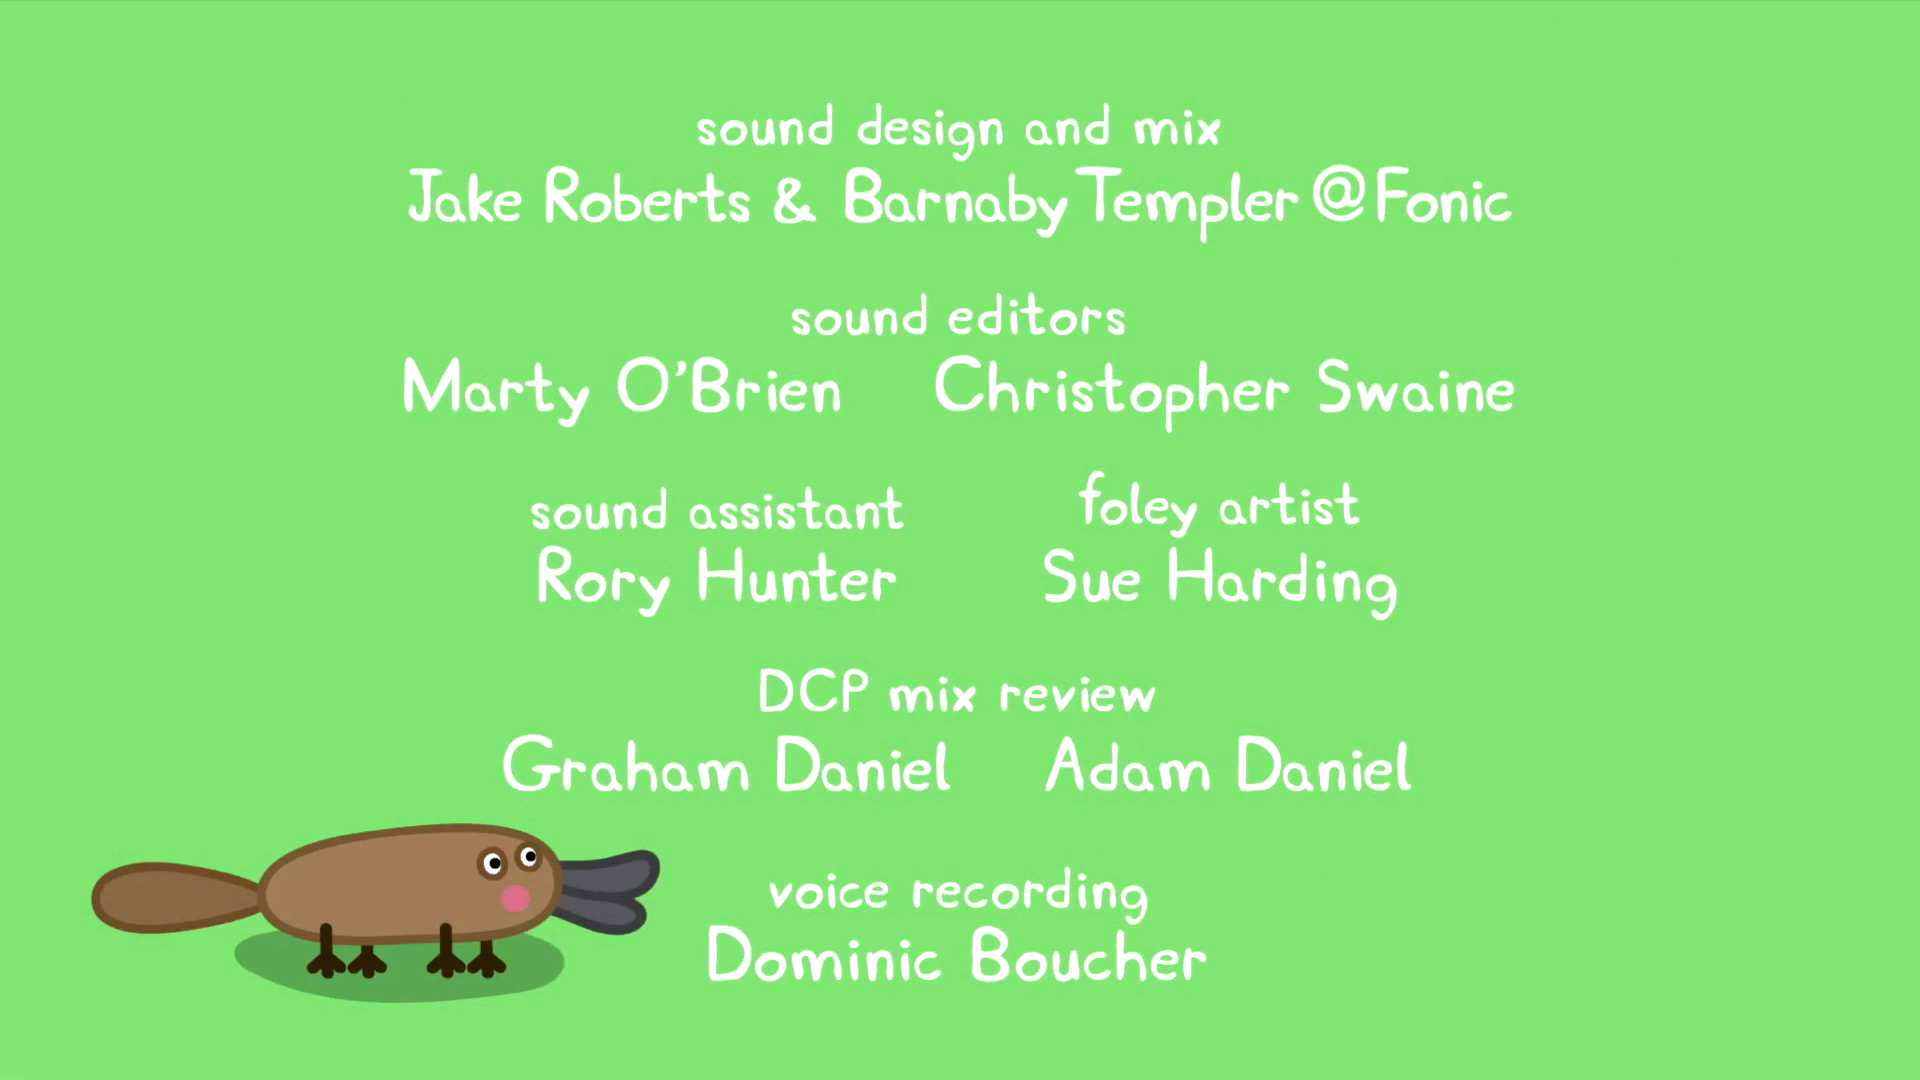 sound design and mix
Jake Roberts & Barnaby Templer @Fonic
sound editors
Marty O'Brien Christopher Swaine
sound assistant
Rory Hunter
foley artist
Sue Harding
DCP mix review
Graham Daniel Adam Daniel
voice recording
Dominic Boucher